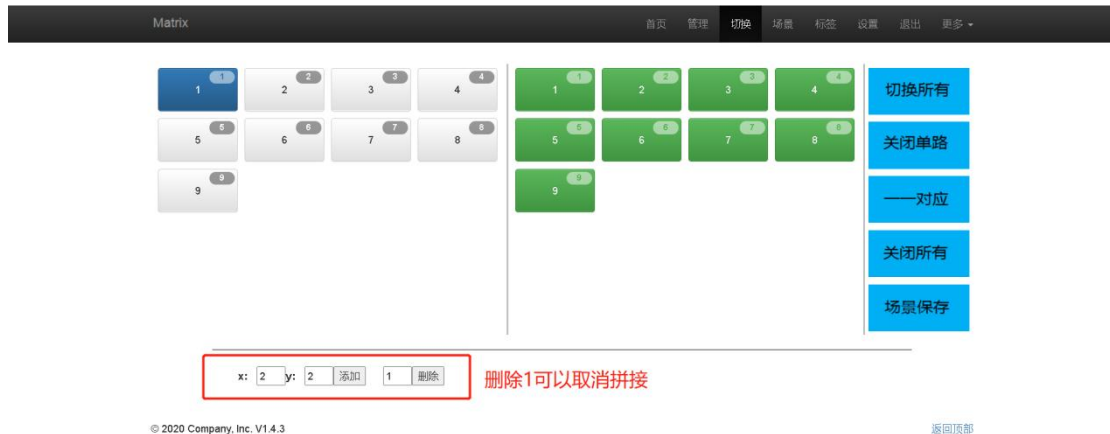 Matrix 首页 管理 切换 场景 标签 设置 退出 更多
1 1 2 2 3 3 4 4 1 1 2 2 3 3 4 4 切换所有
5 5 6 6 7 7 8 8 5 5 6 6 7 7 8 8 关闭单路
9 9 9 9 一一对应
关闭所有
场景保存
x: 2 y: 2 添加 1 删除 删除1可以取消拼接
© 2020 Company, Inc. V1.4.3 返回顶部